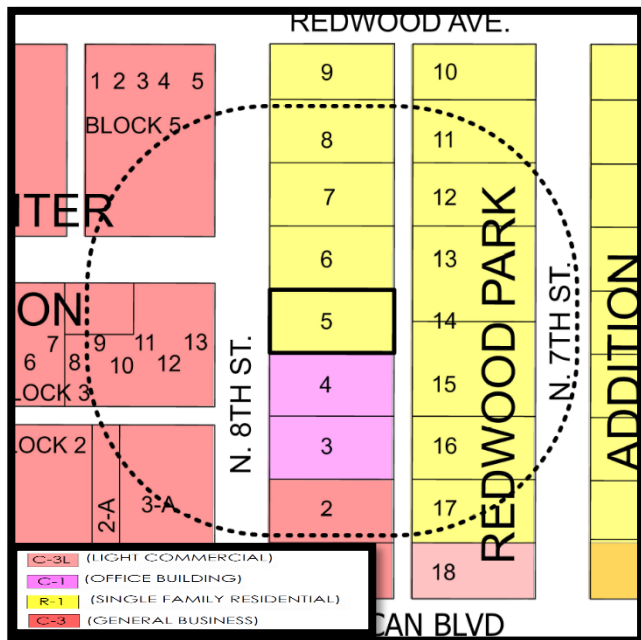 REDWOOD AVE.
1 2 3 4 5
BLOCK 5
9
10
8
11
7
12
6
13
5
14
4
15
3
16
2
17
18
NTER
ON
6 7 8 9 10 11 12 13
LOCK 3
LOCK 2
2-A
3-A
N. 8TH ST.
REDWOOD PARK
N. 7TH ST.
ADDITION
C-3L (LIGHT COMMERCIAL)
C-1 (OFFICE BUILDING)
R-1 (SINGLE FAMILY RESIDENTIAL)
C-3 (GENERAL BUSINESS)
CAN BLVD